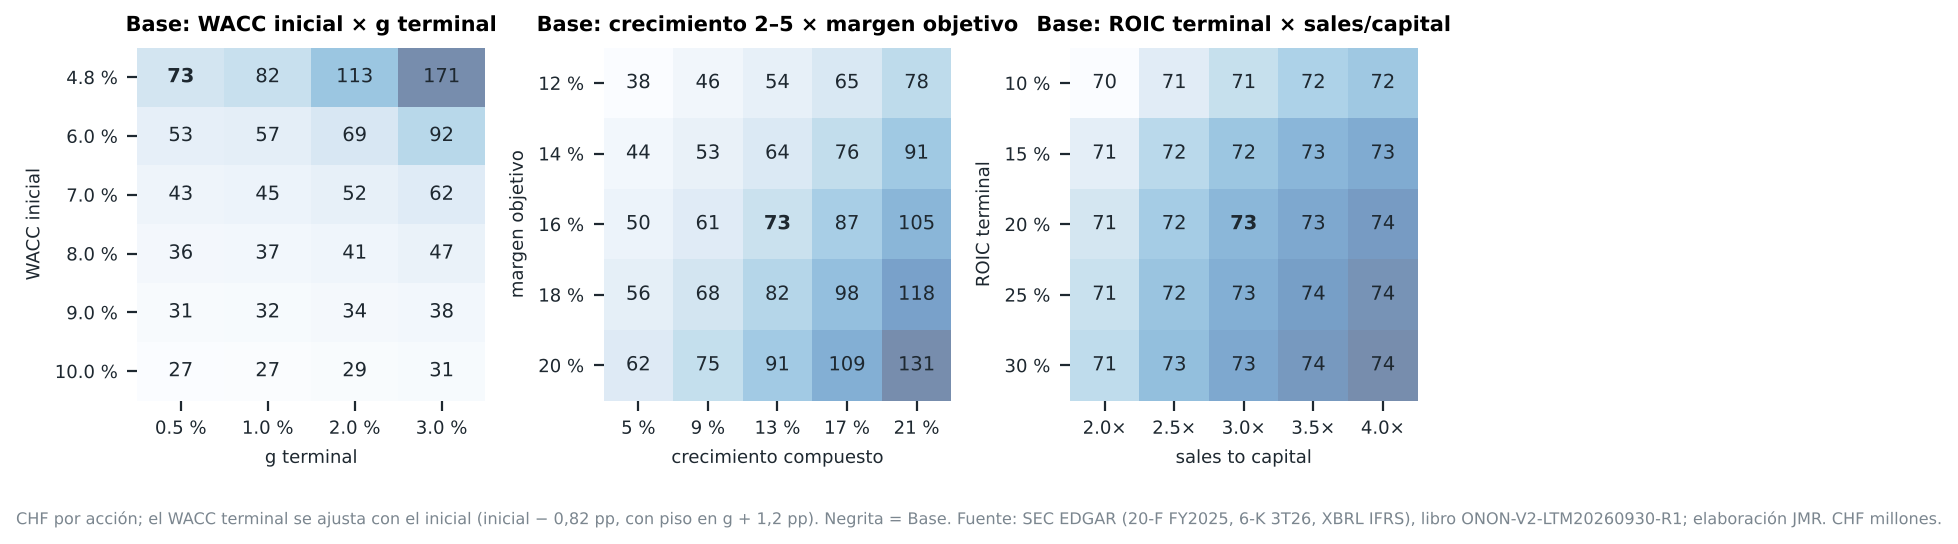 Base: WACC inicial × g terminal
WACC inicial
4.8 % 73 82 113 171
6.0 % 53 57 69 92
7.0 % 43 45 52 62
8.0 % 36 37 41 47
9.0 % 31 32 34 38
10.0 % 27 27 29 31
0.5 % 1.0 % 2.0 % 3.0 %
g terminal
Base: crecimiento 2–5 × margen objetivo
margen objetivo
12 % 38 46 54 65 78
14 % 44 53 64 76 91
16 % 50 61 73 87 105
18 % 56 68 82 98 118
20 % 62 75 91 109 131
5 % 9 % 13 % 17 % 21 %
crecimiento compuesto
Base: ROIC terminal × sales/capital
ROIC terminal
10 % 70 71 71 72 72
15 % 71 72 72 73 73
20 % 71 72 73 73 74
25 % 71 72 73 74 74
30 % 71 73 73 74 74
2.0× 2.5× 3.0× 3.5× 4.0×
sales to capital
CHF por acción; el WACC terminal se ajusta con el inicial (inicial − 0,82 pp, con piso en g + 1,2 pp). Negrita = Base. Fuente: SEC EDGAR (20-F FY2025, 6-K 3T26, XBRL IFRS), libro ONON-V2-LTM20260930-R1; elaboración JMR. CHF millones.